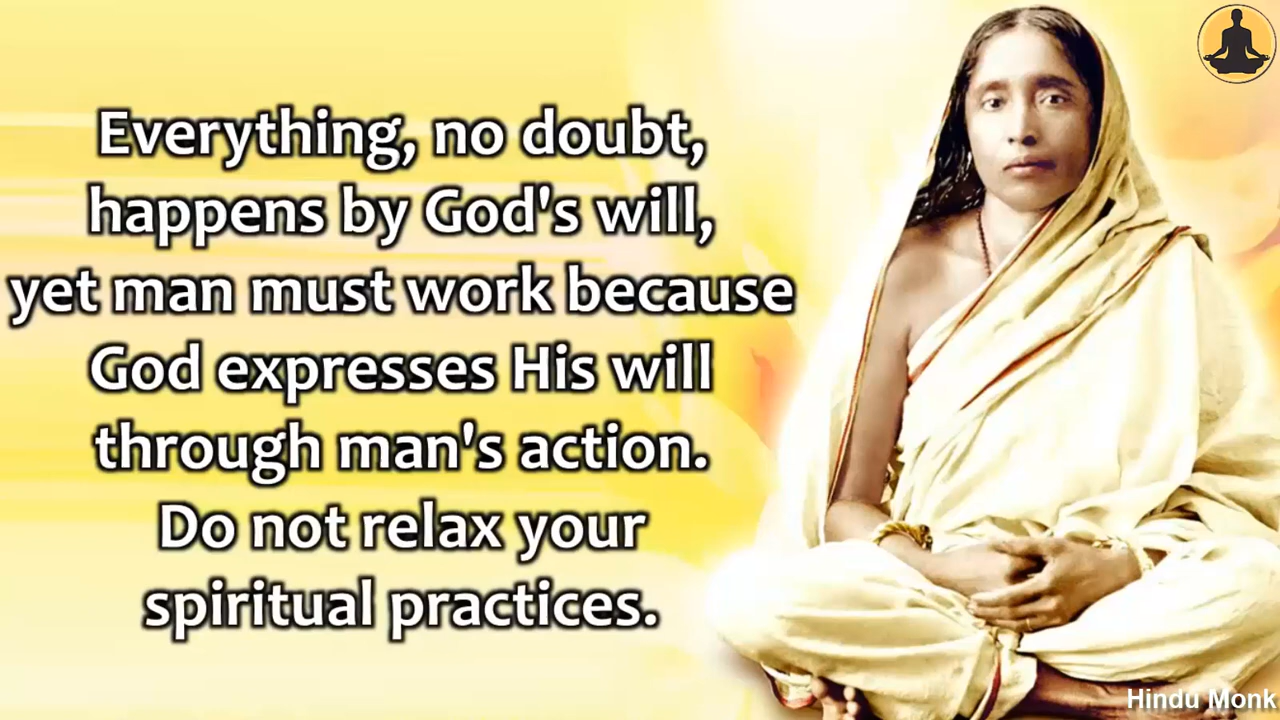 Everything, no doubt,
happens by God's will,
yet man must work because
God expresses His will
through man's action.
Do not relax your
spiritual practices.
Hindu Monk